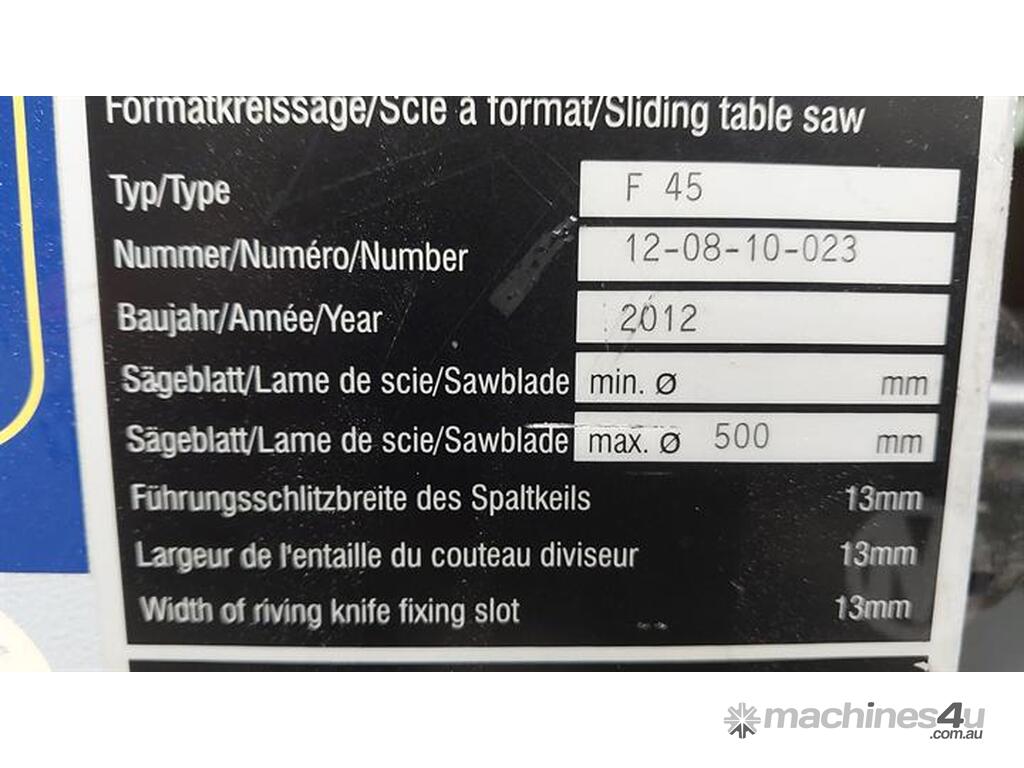 Formatkreissäge/Scie à format/Sliding table saw
Typ/Type F 45
Nummer/Numéro/Number 12-08-10-023
Baujahr/Année/Year 2012
Sägeblatt/Lame de scie/Sawblade min. Ø mm
Sägeblatt/Lame de scie/Sawblade max. Ø 500 mm
Führungsschlitzbreite des Spaltkeils 13mm
Largeur de l'entaille du couteau diviseur 13mm
Width of riving knife fixing slot 13mm
machines4u
.com.au